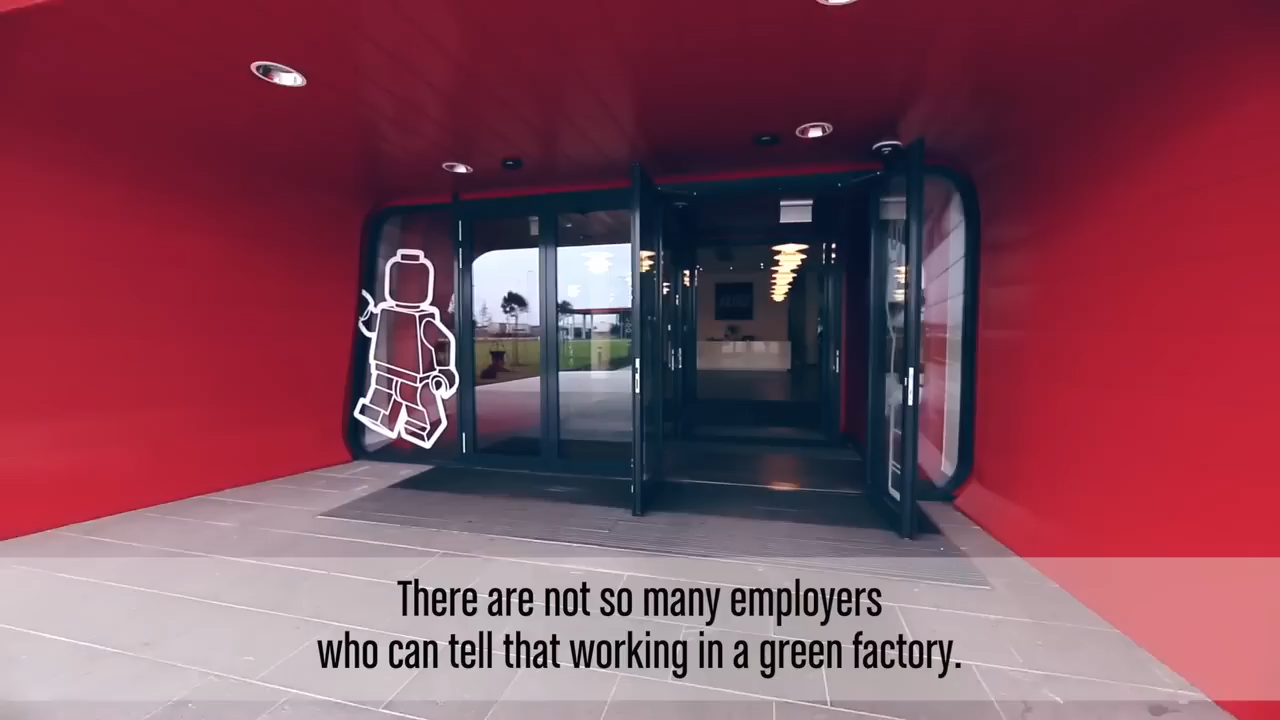 There are not so many employers
who can tell that working in a green factory.